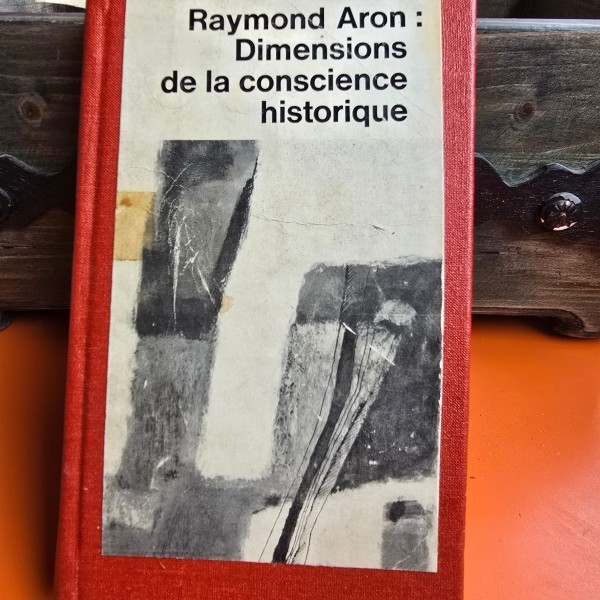 Raymond Aron :
Dimensions
de la conscience
historique